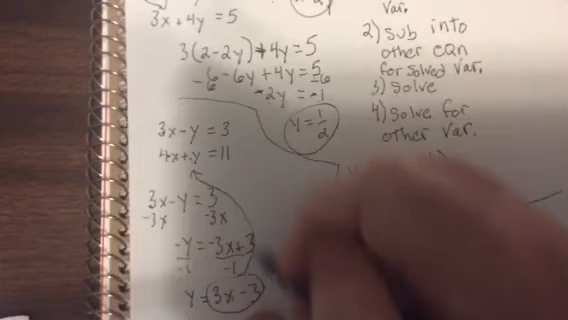 3x+4y=5
3(2-2y)+4y=5
-6-6y+4y=5-6
-2y=-1
y=1/2
3x-y=3
4x+y=11
3x-y=3
-3x -3x
-y=-3x+3
-1 -1
y=3x-3
var.
2) sub into
other eqn
for solved var.
3) solve
4) solve for
other var.